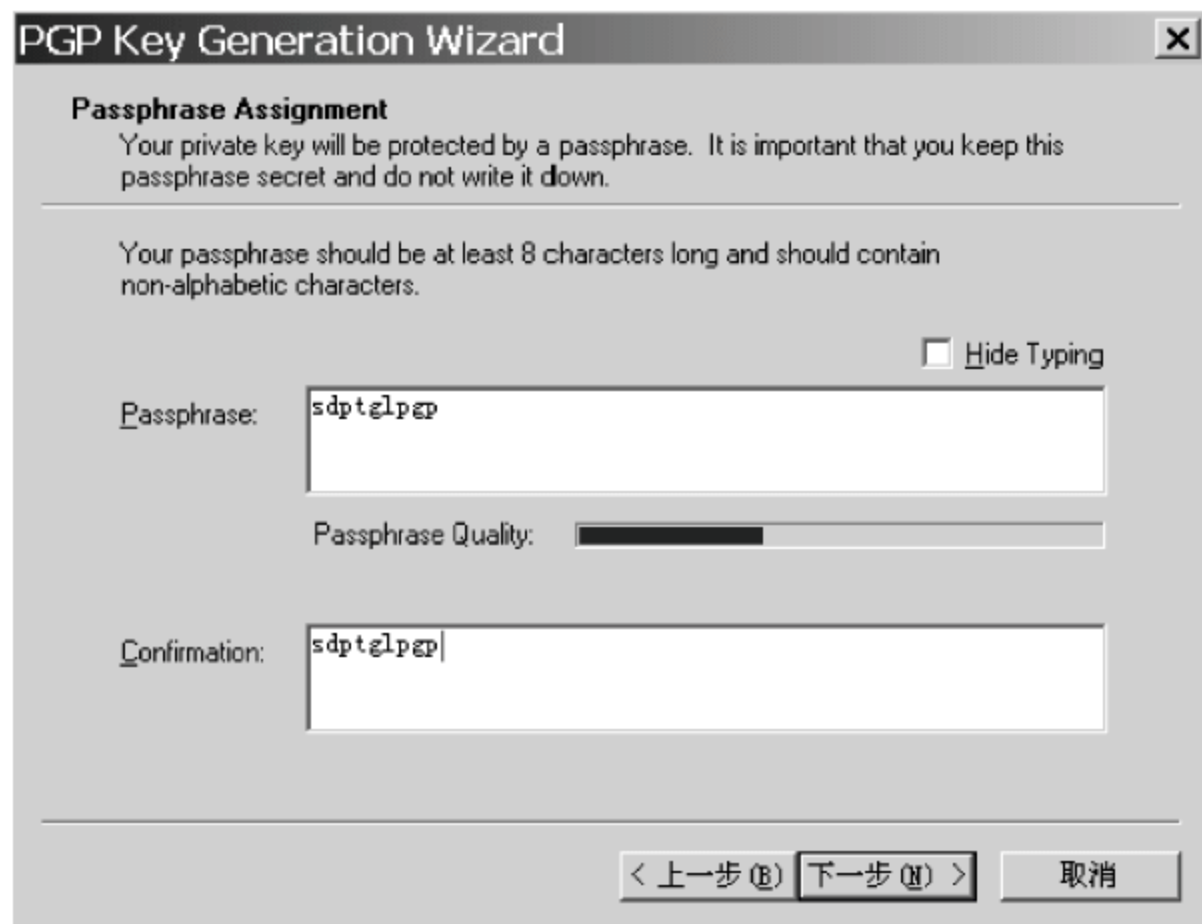 PGP Key Generation Wizard
Passphrase Assignment
Your private key will be protected by a passphrase. It is important that you keep this
passphrase secret and do not write it down.
Your passphrase should be at least 8 characters long and should contain
non-alphabetic characters.
Hide Typing
Passphrase:
sdptglpgp
Passphrase Quality:
Confirmation:
sdptglpgp
< 上一步(B) 下一步(N) > 取消